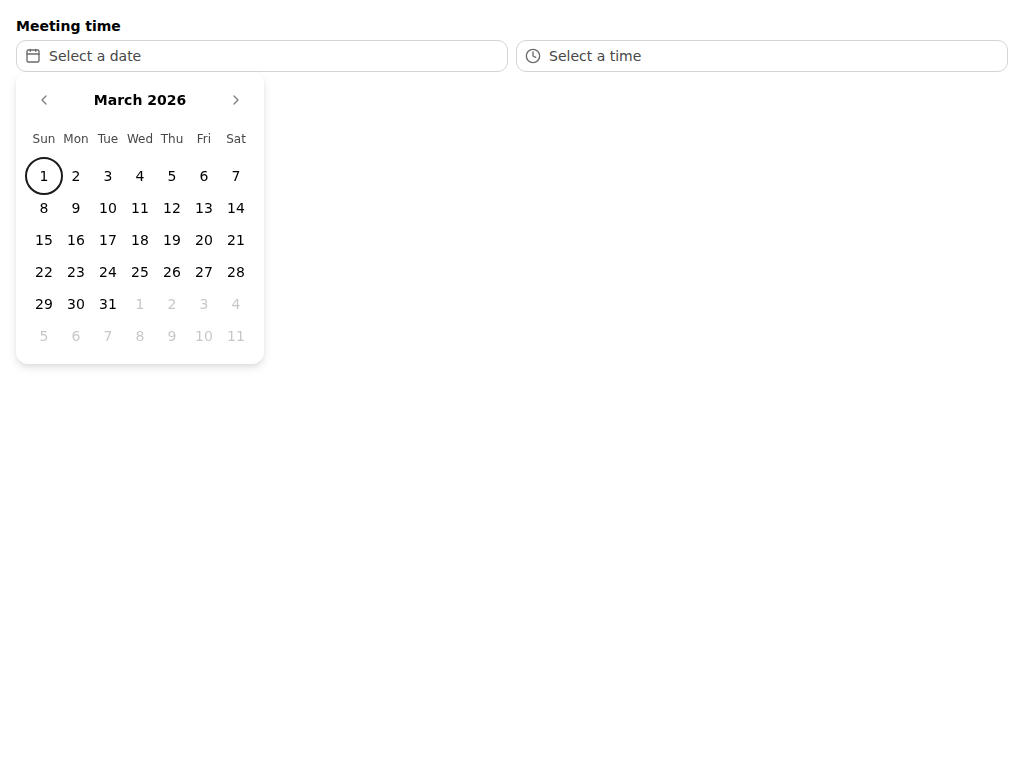 Meeting time
Select a date Select a time
March 2026
Sun Mon Tue Wed Thu Fri Sat
1 2 3 4 5 6 7
8 9 10 11 12 13 14
15 16 17 18 19 20 21
22 23 24 25 26 27 28
29 30 31 1 2 3 4
5 6 7 8 9 10 11